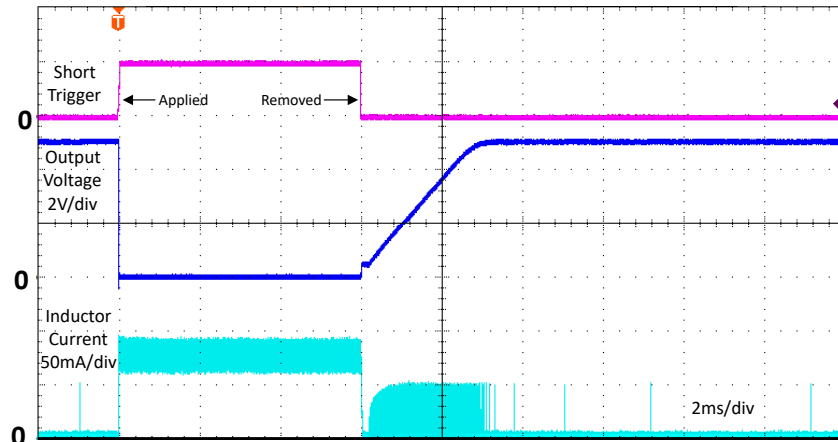 T
Short
Trigger
Applied
Removed
0
Output
Voltage
2V/div
0
Inductor
Current
50mA/div
2ms/div
0